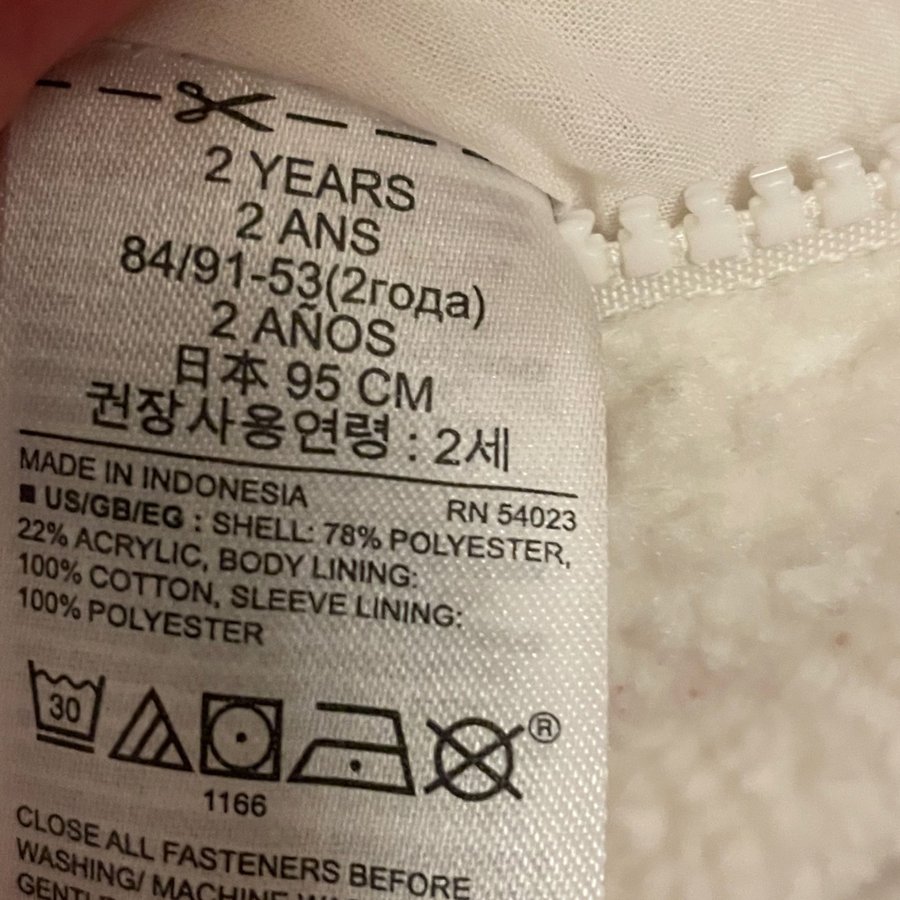 2 YEARS
2 ANS
84/91-53(2года)
2 AÑOS
日本 95 CM
권장사용연령 : 2세
MADE IN INDONESIA RN 54023
■ US/GB/EG : SHELL: 78% POLYESTER,
22% ACRYLIC, BODY LINING:
100% COTTON, SLEEVE LINING:
100% POLYESTER
30
®
1166
CLOSE ALL FASTENERS BEFORE
WASHING/ MACHINE